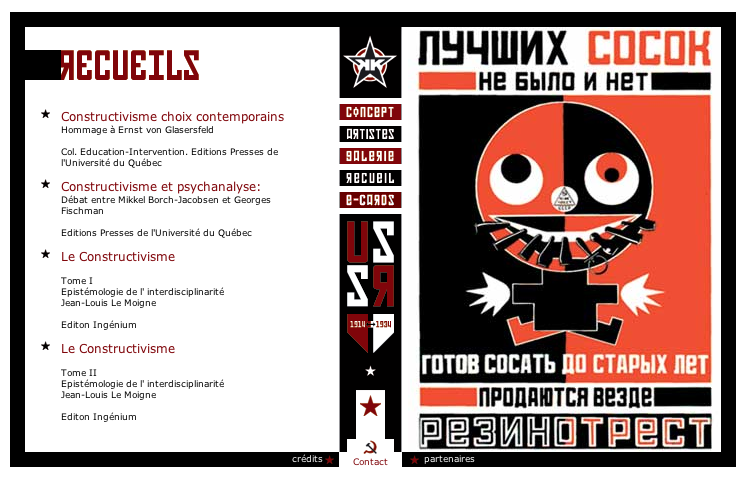 RECUEILS
Constructivisme choix contemporains
Hommage à Ernst von Glasersfeld
Col. Education-Intervention. Editions Presses de
l'Université du Québec
Constructivisme et psychanalyse:
Débat entre Mikkel Borch-Jacobsen et Georges
Fischman
Editions Presses de l'Université du Québec
Le Constructivisme
Tome I
Epistémologie de l' interdisciplinarité
Jean-Louis Le Moigne
Editon Ingénium
Le Constructivisme
Tome II
Epistémologie de l' interdisciplinarité
Jean-Louis Le Moigne
Editon Ingénium
KK
CONCEPT
ARTISTES
GALERIE
RECUEIL
E-CARDS
US
SR
1914 1934
crédits
Contact
partenaires
ЛУЧШИХ СОСОК
НЕ БЫЛО И НЕТ
ГОТОВ СОСАТЬ ДО СТАРЫХ ЛЕТ
ПРОДАЮТСЯ ВЕЗДЕ
РЕЗИНОТРЕСТ